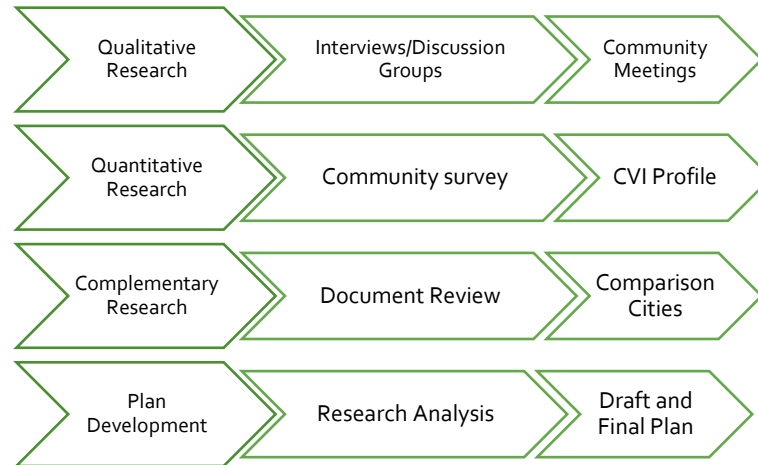 Qualitative
Research
Interviews/Discussion
Groups
Community
Meetings
Quantitative
Research
Community survey
CVI Profile
Complementary
Research
Document Review
Comparison
Cities
Plan
Development
Research Analysis
Draft and
Final Plan